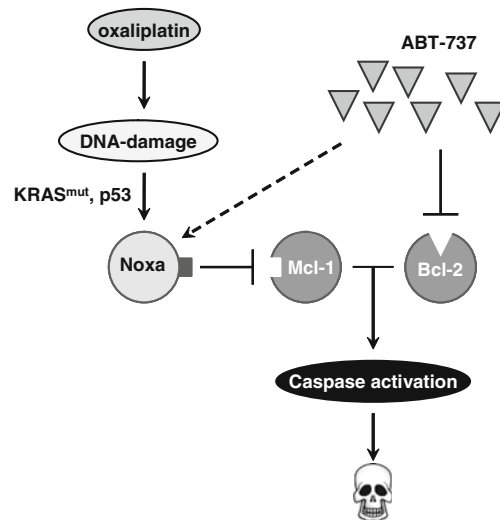 oxaliplatin
ABT-737
DNA-damage
KRASmut, p53
Noxa
Mcl-1
Bcl-2
Caspase activation